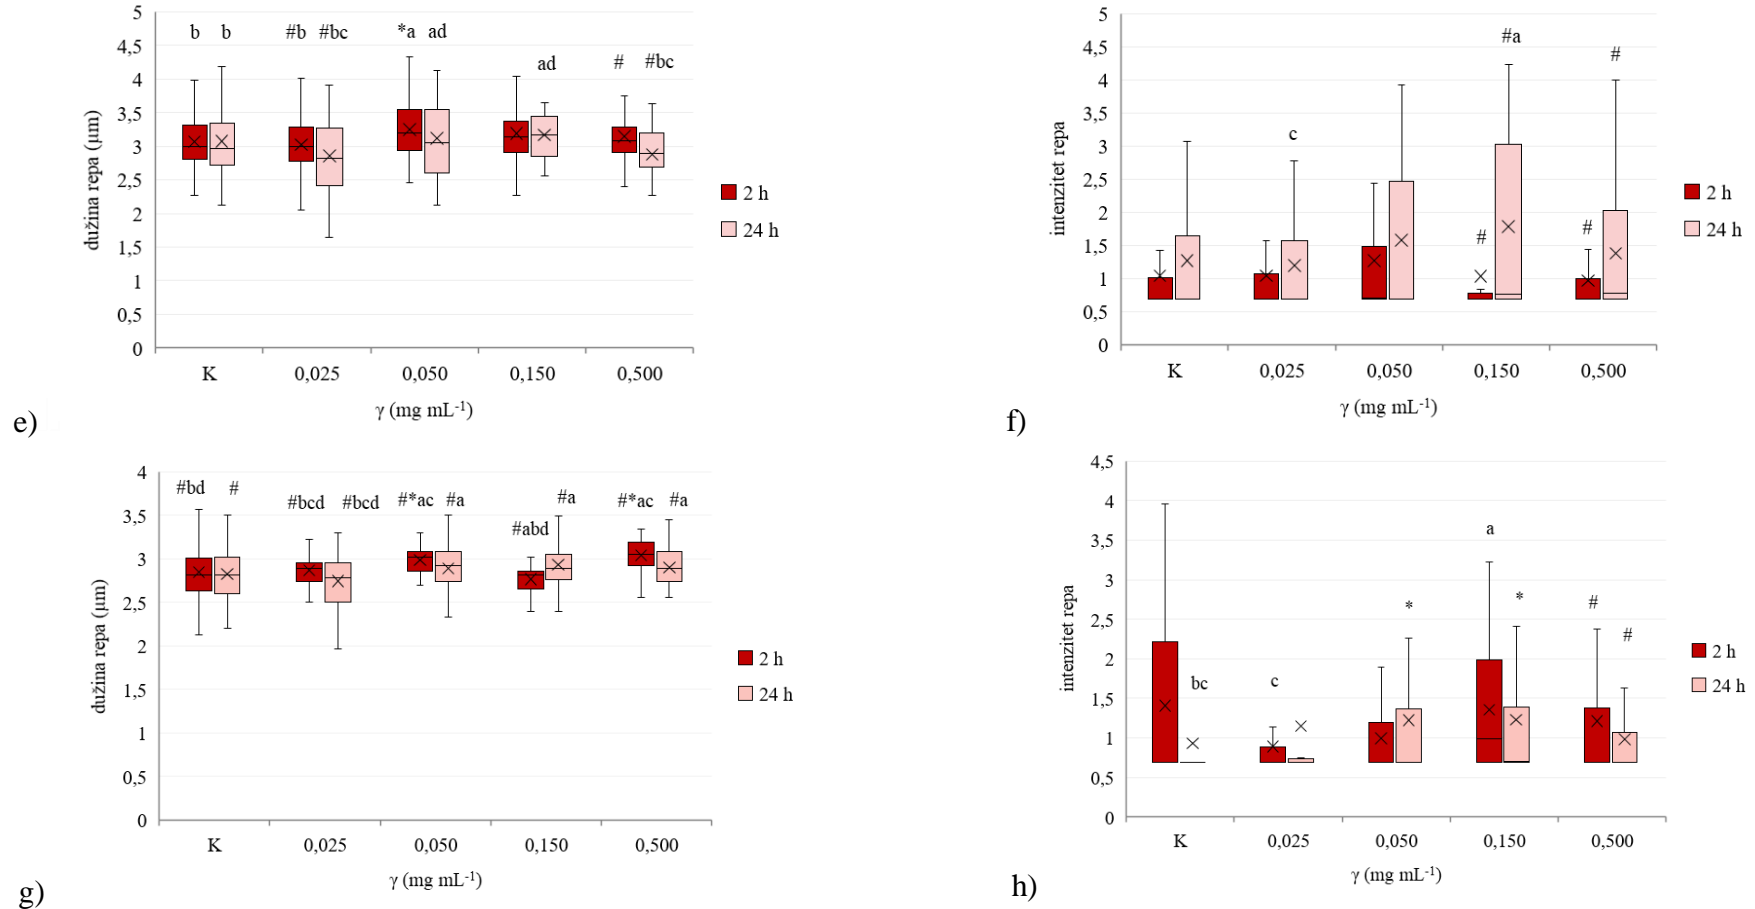 5
4,5
4
3,5
3
2,5
2
1,5
1
0,5
0
dužina repa (µm)
b b #b #bc *a ad ad # #bc
2 h
24 h
K 0,025 0,050 0,150 0,500
γ (mg mL⁻¹)
e)
5
4,5
4
3,5
3
2,5
2
1,5
1
0,5
0
intenzitet repa
c # #a # #
2 h
24 h
K 0,025 0,050 0,150 0,500
γ (mg mL⁻¹)
f)
4
3,5
3
2,5
2
1,5
1
0,5
0
dužina repa (µm)
#bd # #bcd #bcd #*ac #a #abd #a #*ac #a
2 h
24 h
K 0,025 0,050 0,150 0,500
γ (mg mL⁻¹)
g)
4,5
4
3,5
3
2,5
2
1,5
1
0,5
0
intenzitet repa
bc c * a * # #
2 h
24 h
K 0,025 0,050 0,150 0,500
γ (mg mL⁻¹)
h)